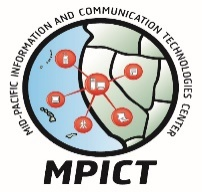 MID-PACIFIC INFORMATION AND COMMUNICATION TECHNOLOGIES CENTER
MPICT